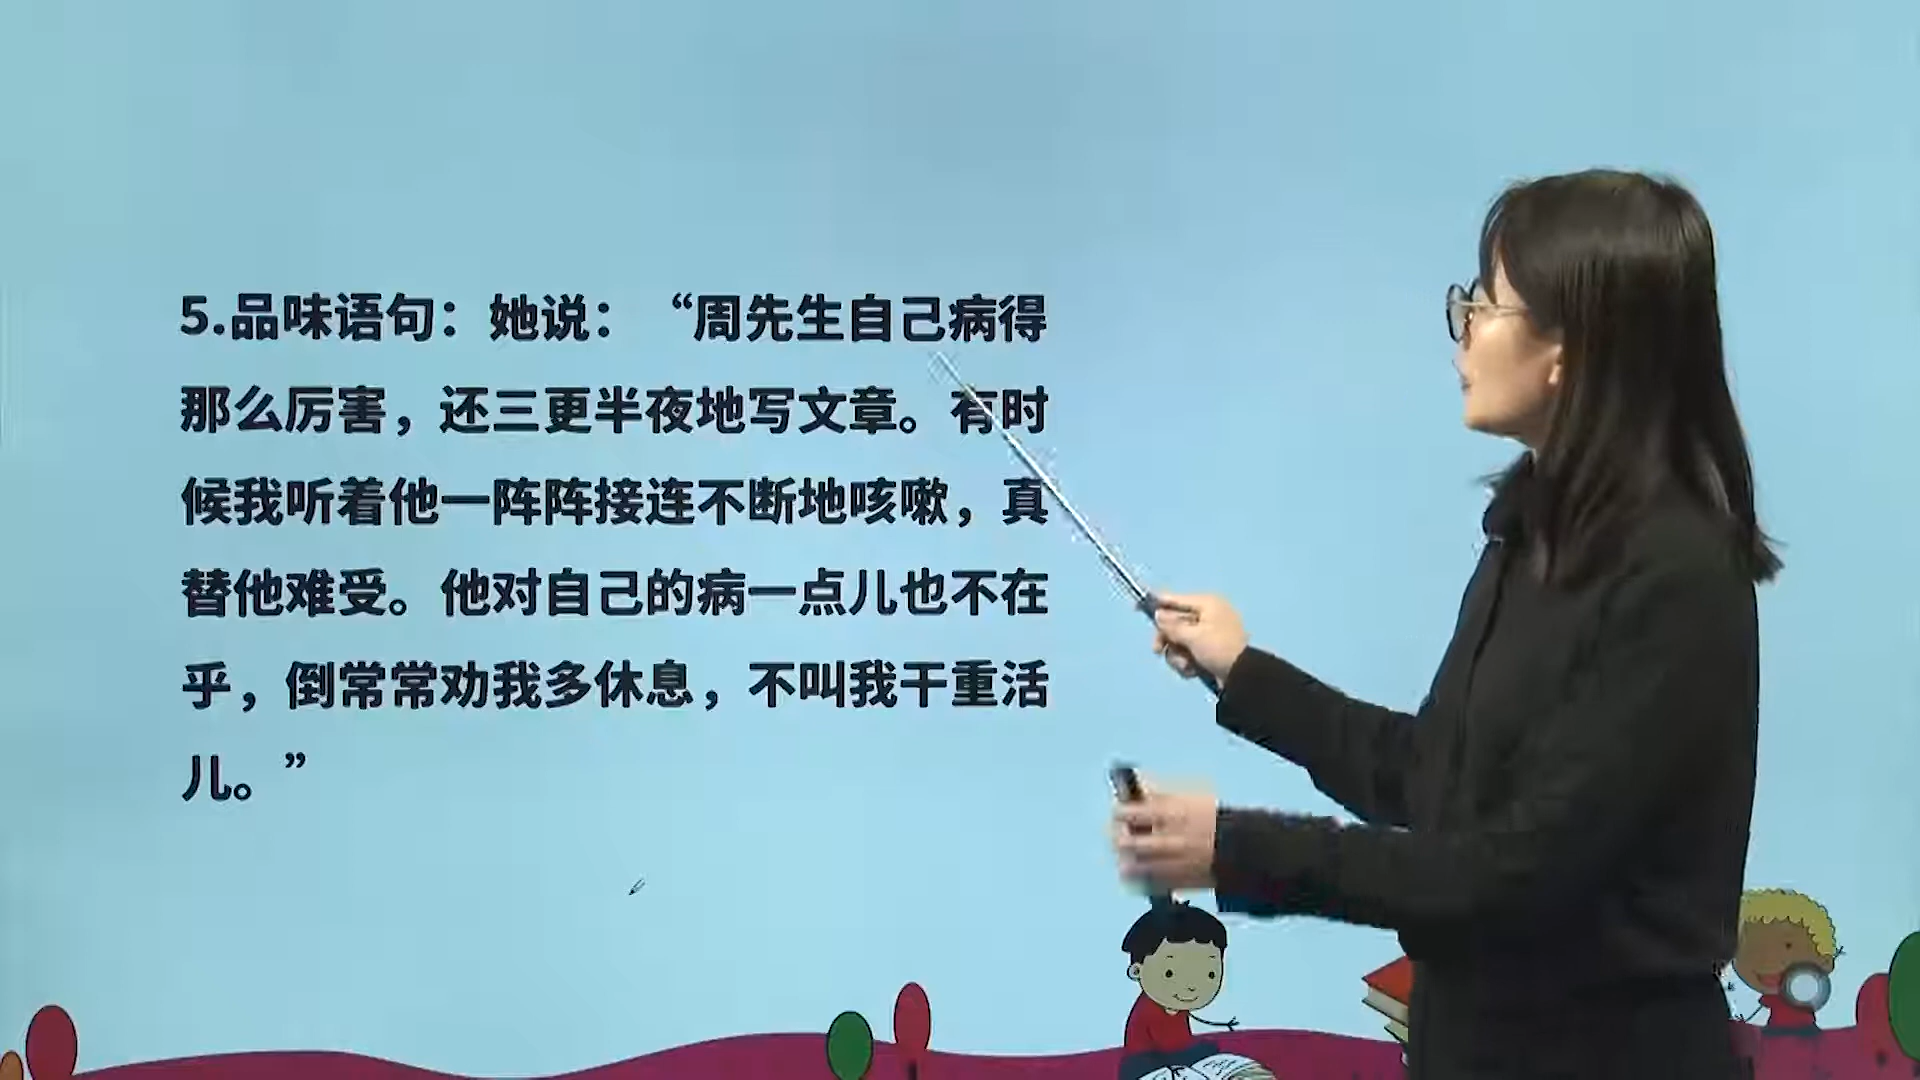 5.品味语句：她说：“周先生自己病得
那么厉害，还三更半夜地写文章。有时
候我听着他一阵阵接连不断地咳嗽，真
替他难受。他对自己的病一点儿也不在
乎，倒常常劝我多休息，不叫我干重活
儿。”